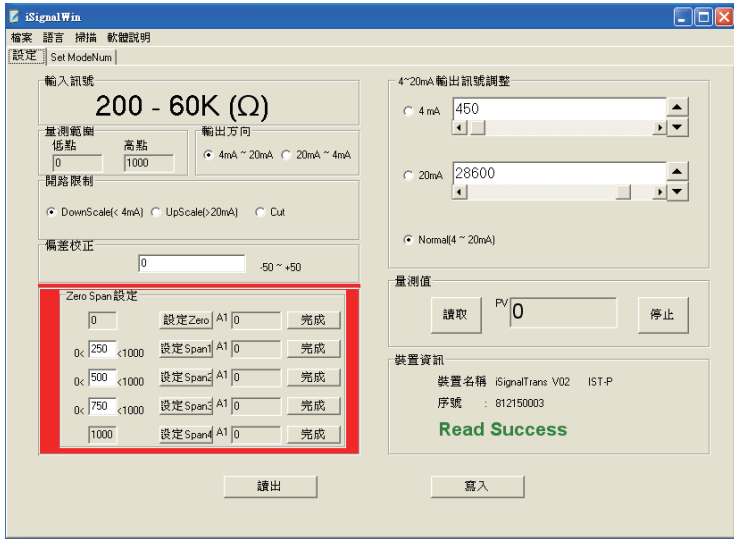 iSignalWin
檔案 語言 掃描 軟體說明
設定 Set ModeNum
輸入訊號
200 - 60K (Ω)
量測範圍
低點 高點
0 1000
輸出方向
4mA ~ 20mA 20mA ~ 4mA
開路限制
DownScale(< 4mA) UpScale(>20mA) Cut
偏差校正
0 -50 ~ +50
Zero Span設定
0 設定Zero A1 0 完成
0< 250 <1000 設定Span1 A1 0 完成
0< 500 <1000 設定Span2 A1 0 完成
0< 750 <1000 設定Span3 A1 0 完成
1000 設定Span4 A1 0 完成
4~20mA輸出訊號調整
4 mA 450
20mA 28600
Normal(4 ~ 20mA)
量測值
讀取 PV 0 停止
裝置資訊
裝置名稱 iSignalTrans V02 IST-P
序號 : 812150003
Read Success
讀出 寫入